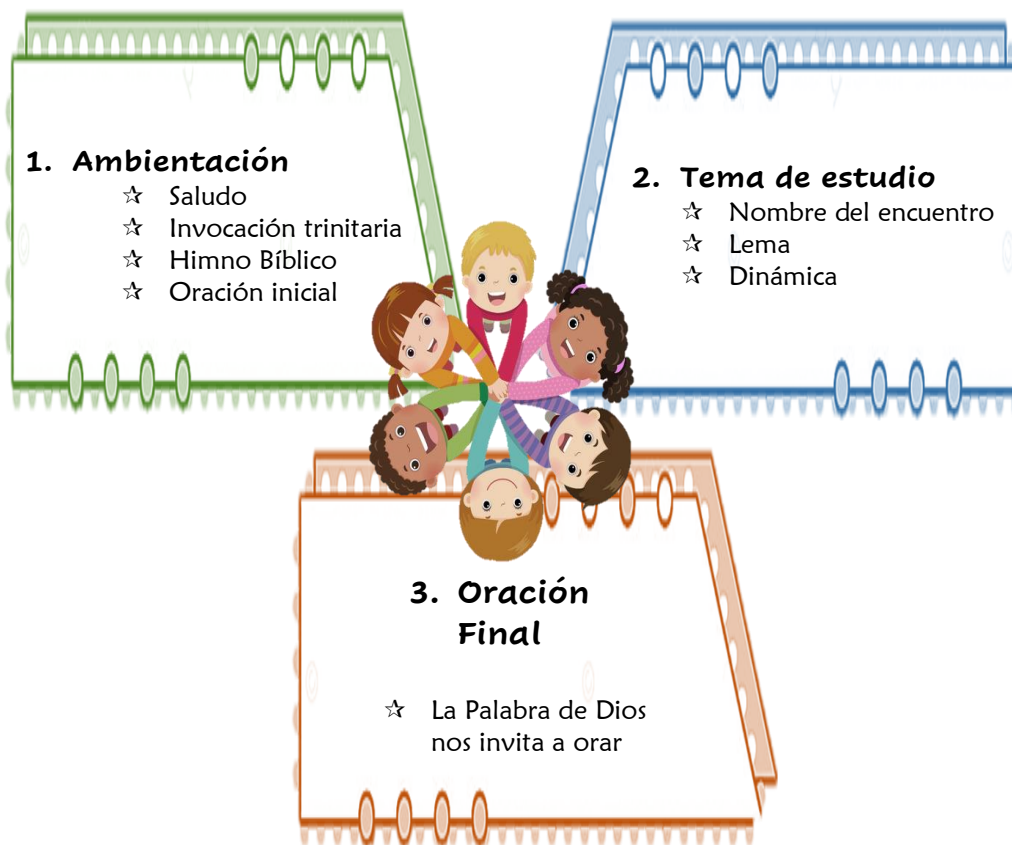 1. Ambientación
☆ Saludo
☆ Invocación trinitaria
☆ Himno Bíblico
☆ Oración inicial
2. Tema de estudio
☆ Nombre del encuentro
☆ Lema
☆ Dinámica
3. Oración
Final
☆ La Palabra de Dios
nos invita a orar